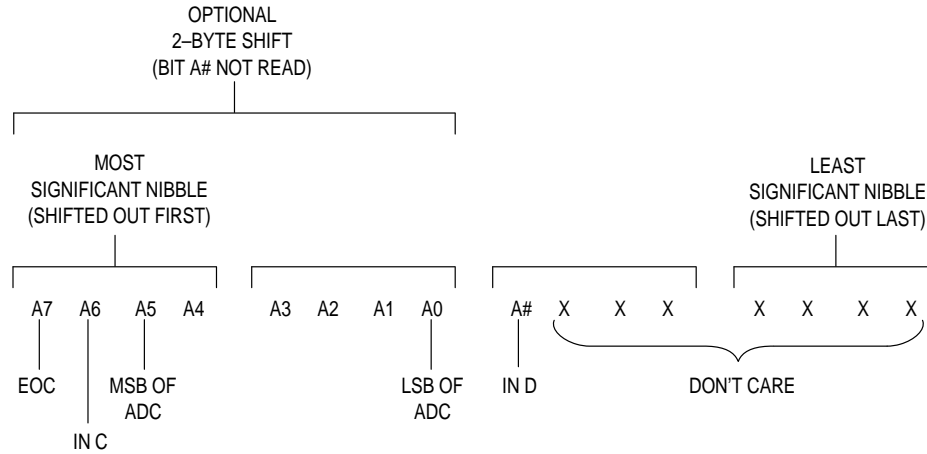 OPTIONAL
2–BYTE SHIFT
(BIT A# NOT READ)
MOST
SIGNIFICANT NIBBLE
(SHIFTED OUT FIRST)
LEAST
SIGNIFICANT NIBBLE
(SHIFTED OUT LAST)
A7 A6 A5 A4 A3 A2 A1 A0 A# X X X X X X X
EOC
MSB OF
ADC
LSB OF
ADC
IN D
DON'T CARE
IN C